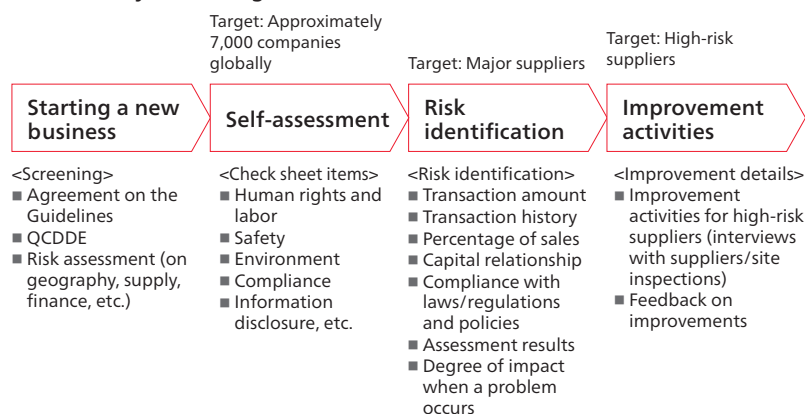 Target: Approximately
7,000 companies
globally
Target: Major suppliers
Target: High-risk
suppliers
Starting a new
business
Self-assessment
Risk
identification
Improvement
activities
<Screening>
■ Agreement on the
Guidelines
■ QCDDE
■ Risk assessment (on
geography, supply,
finance, etc.)
<Check sheet items>
■ Human rights and
labor
■ Safety
■ Environment
■ Compliance
■ Information
disclosure, etc.
<Risk identification>
■ Transaction amount
■ Transaction history
■ Percentage of sales
■ Capital relationship
■ Compliance with
laws/regulations
and policies
■ Assessment results
■ Degree of impact
when a problem
occurs
<Improvement details>
■ Improvement
activities for high-risk
suppliers (interviews
with suppliers/site
inspections)
■ Feedback on
improvements